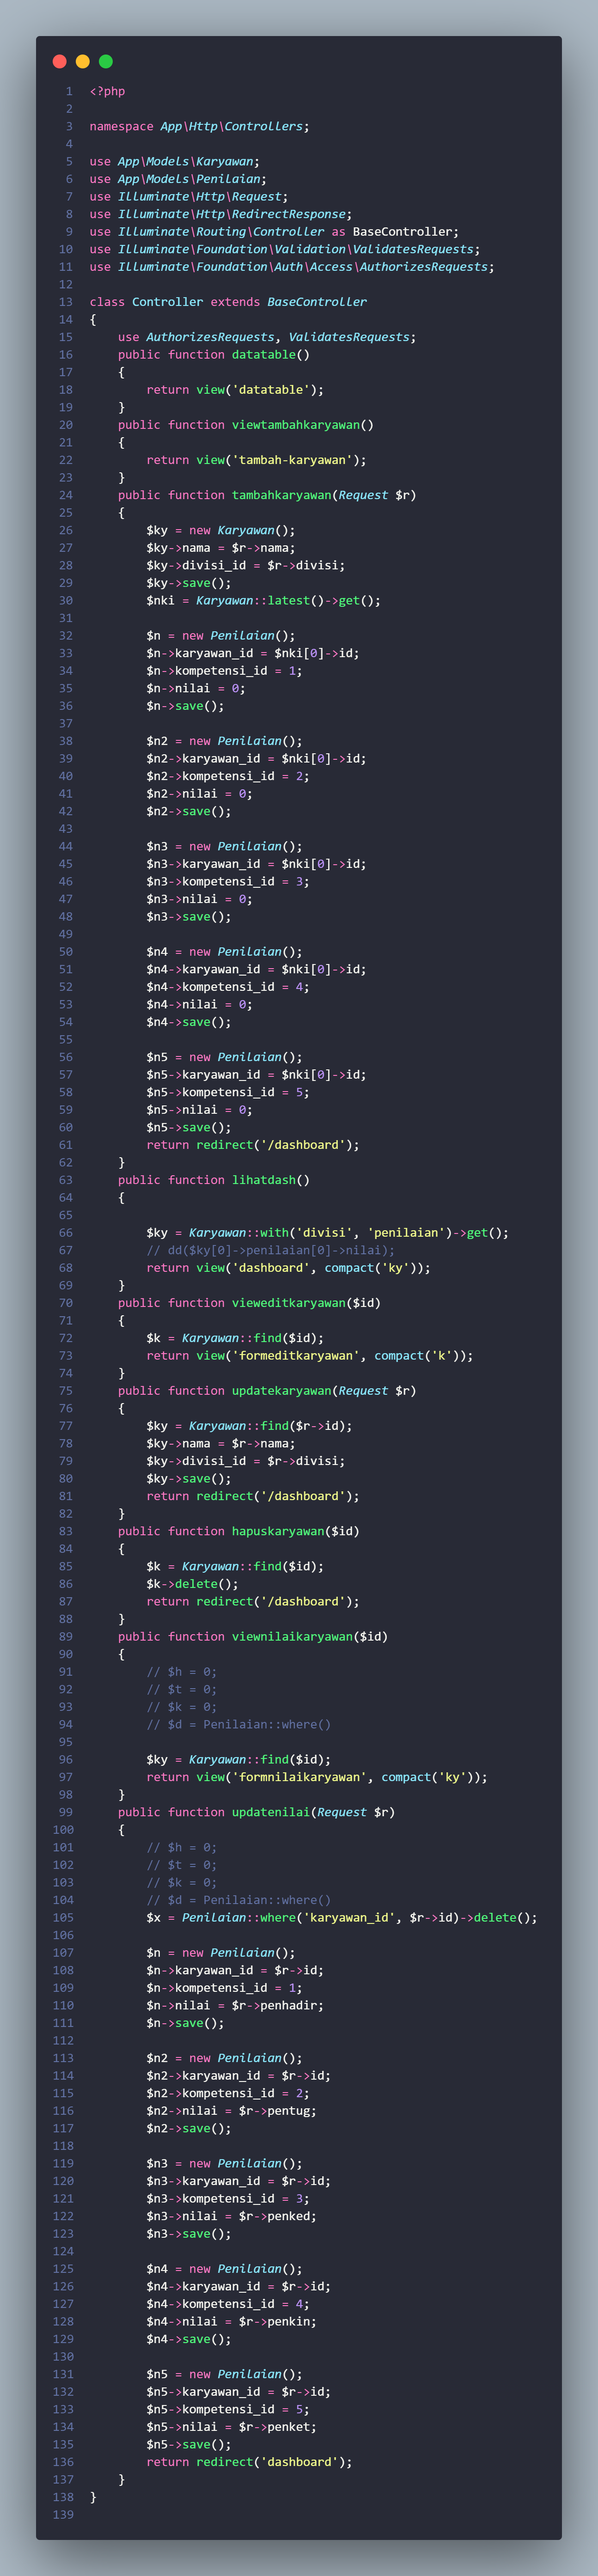 1 <?php
2
3 namespace App\Http\Controllers;
4
5 use App\Models\Karyawan;
6 use App\Models\Penilaian;
7 use Illuminate\Http\Request;
8 use Illuminate\Http\RedirectResponse;
9 use Illuminate\Routing\Controller as BaseController;
10 use Illuminate\Foundation\Validation\ValidatesRequests;
11 use Illuminate\Foundation\Auth\Access\AuthorizesRequests;
12
13 class Controller extends BaseController
14 {
15     use AuthorizesRequests, ValidatesRequests;
16     public function datatable()
17     {
18         return view('datatable');
19     }
20     public function viewtambahkaryawan()
21     {
22         return view('tambah-karyawan');
23     }
24     public function tambahkaryawan(Request $r)
25     {
26         $ky = new Karyawan();
27         $ky->nama = $r->nama;
28         $ky->divisi_id = $r->divisi;
29         $ky->save();
30         $nki = Karyawan::latest()->get();
31
32         $n = new Penilaian();
33         $n->karyawan_id = $nki[0]->id;
34         $n->kompetensi_id = 1;
35         $n->nilai = 0;
36         $n->save();
37
38         $n2 = new Penilaian();
39         $n2->karyawan_id = $nki[0]->id;
40         $n2->kompetensi_id = 2;
41         $n2->nilai = 0;
42         $n2->save();
43
44         $n3 = new Penilaian();
45         $n3->karyawan_id = $nki[0]->id;
46         $n3->kompetensi_id = 3;
47         $n3->nilai = 0;
48         $n3->save();
49
50         $n4 = new Penilaian();
51         $n4->karyawan_id = $nki[0]->id;
52         $n4->kompetensi_id = 4;
53         $n4->nilai = 0;
54         $n4->save();
55
56         $n5 = new Penilaian();
57         $n5->karyawan_id = $nki[0]->id;
58         $n5->kompetensi_id = 5;
59         $n5->nilai = 0;
60         $n5->save();
61         return redirect('/dashboard');
62     }
63     public function lihatdash()
64     {
65
66         $ky = Karyawan::with('divisi', 'penilaian')->get();
67         // dd($ky[0]->penilaian[0]->nilai);
68         return view('dashboard', compact('ky'));
69     }
70     public function vieweditkaryawan($id)
71     {
72         $k = Karyawan::find($id);
73         return view('formeditkaryawan', compact('k'));
74     }
75     public function updatekaryawan(Request $r)
76     {
77         $ky = Karyawan::find($r->id);
78         $ky->nama = $r->nama;
79         $ky->divisi_id = $r->divisi;
80         $ky->save();
81         return redirect('/dashboard');
82     }
83     public function hapuskaryawan($id)
84     {
85         $k = Karyawan::find($id);
86         $k->delete();
87         return redirect('/dashboard');
88     }
89     public function viewnilaikaryawan($id)
90     {
91         // $h = 0;
92         // $t = 0;
93         // $k = 0;
94         // $d = Penilaian::where()
95
96         $ky = Karyawan::find($id);
97         return view('formnilaikaryawan', compact('ky'));
98     }
99     public function updatenilai(Request $r)
100     {
101         // $h = 0;
102         // $t = 0;
103         // $k = 0;
104         // $d = Penilaian::where()
105         $x = Penilaian::where('karyawan_id', $r->id)->delete();
106
107         $n = new Penilaian();
108         $n->karyawan_id = $r->id;
109         $n->kompetensi_id = 1;
110         $n->nilai = $r->penhadir;
111         $n->save();
112
113         $n2 = new Penilaian();
114         $n2->karyawan_id = $r->id;
115         $n2->kompetensi_id = 2;
116         $n2->nilai = $r->pentug;
117         $n2->save();
118
119         $n3 = new Penilaian();
120         $n3->karyawan_id = $r->id;
121         $n3->kompetensi_id = 3;
122         $n3->nilai = $r->penked;
123         $n3->save();
124
125         $n4 = new Penilaian();
126         $n4->karyawan_id = $r->id;
127         $n4->kompetensi_id = 4;
128         $n4->nilai = $r->penkin;
129         $n4->save();
130
131         $n5 = new Penilaian();
132         $n5->karyawan_id = $r->id;
133         $n5->kompetensi_id = 5;
134         $n5->nilai = $r->penket;
135         $n5->save();
136         return redirect('dashboard');
137     }
138 }
139